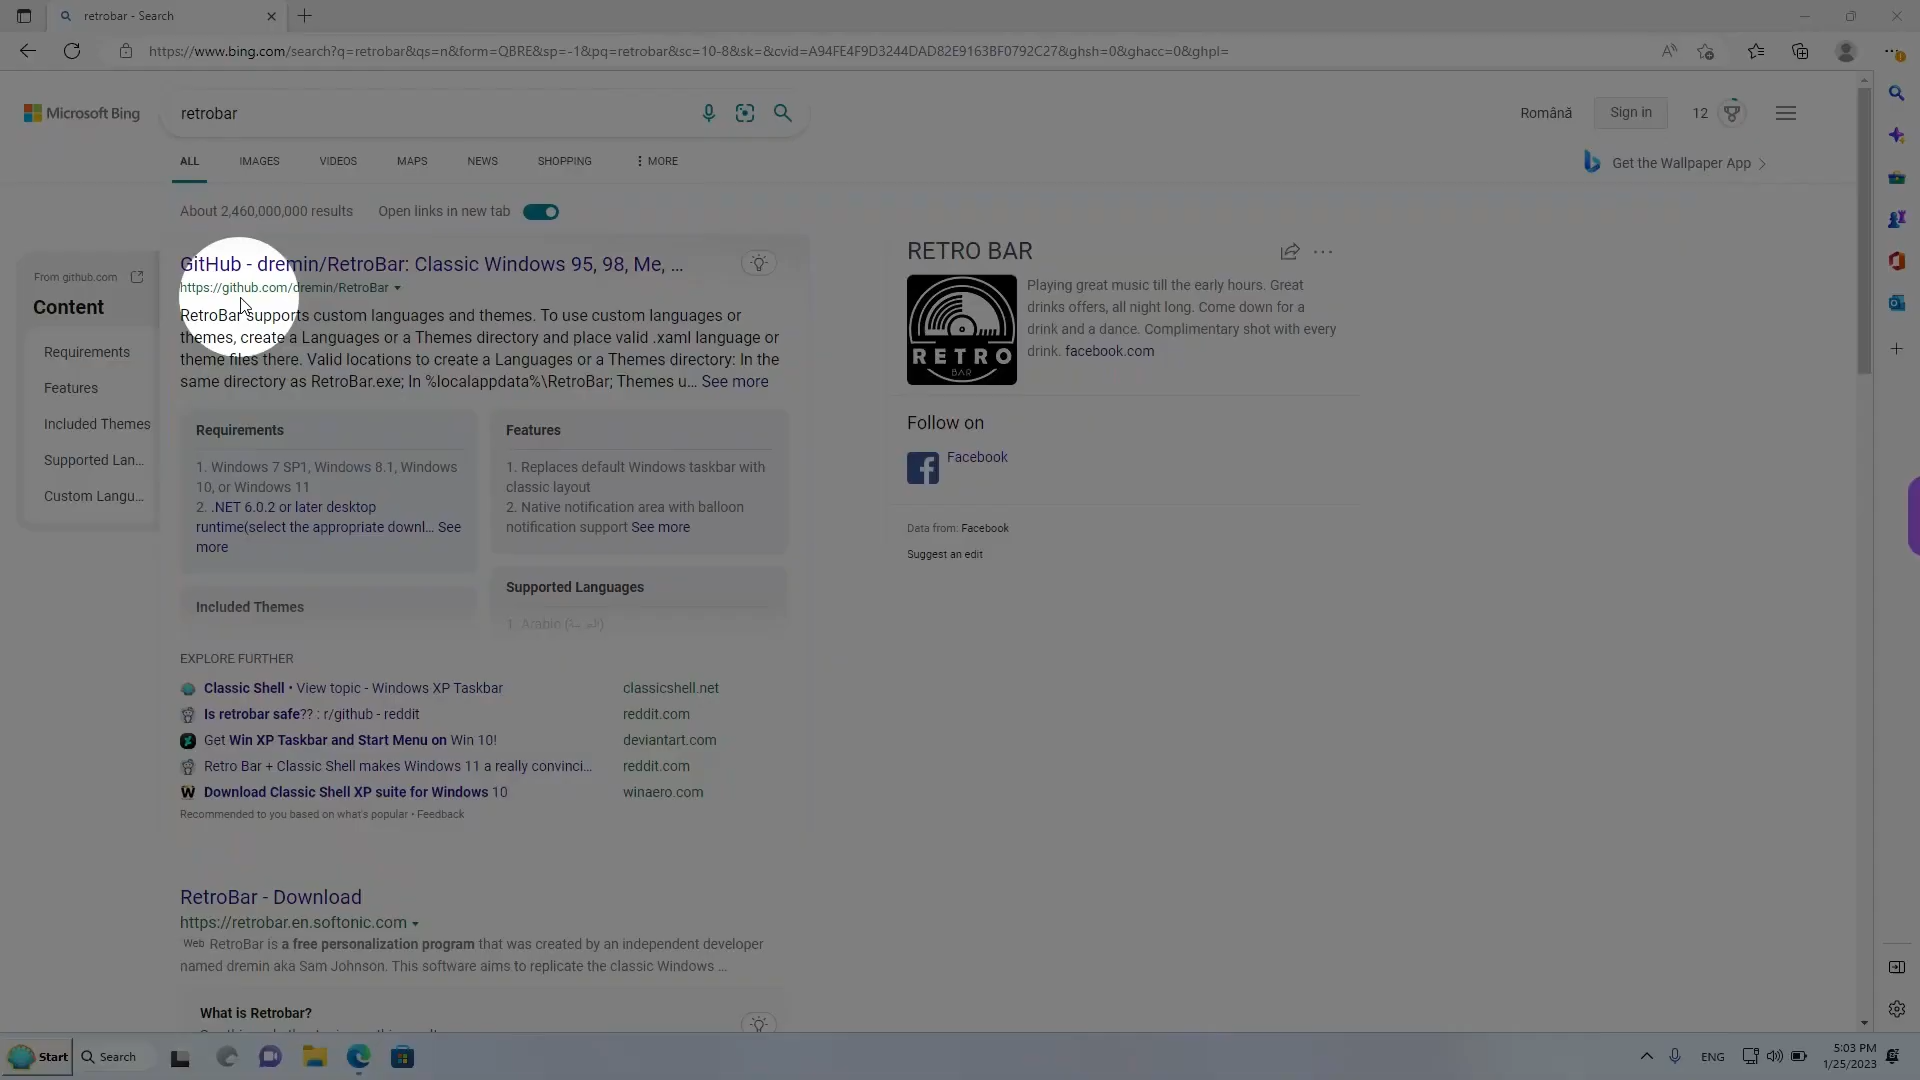 retrobar - Search
https://www.bing.com/search?q=retrobar&qs=n&form=QBRE&sp=-1&pq=retrobar&sc=10-8&sk=&cvid=A94FE4F9D3244DAD82E9163BF0792C27&ghsh=0&ghacc=0&ghpl=
Microsoft Bing
retrobar
Română
Sign in
12
ALL
IMAGES
VIDEOS
MAPS
NEWS
SHOPPING
MORE
Get the Wallpaper App
About 2,460,000,000 results
Open links in new tab
From github.com
Content
Requirements
Features
Included Themes
Supported Lan...
Custom Langu...
GitHub - dremin/RetroBar: Classic Windows 95, 98, Me, ...
https://github.com/dremin/RetroBar
RetroBar supports custom languages and themes. To use custom languages or
themes, create a Languages or a Themes directory and place valid .xaml language or
theme files there. Valid locations to create a Languages or a Themes directory: In the
same directory as RetroBar.exe; In %localappdata%\RetroBar; Themes u... See more
Requirements
1. Windows 7 SP1, Windows 8.1, Windows
10, or Windows 11
2. .NET 6.0.2 or later desktop
runtime(select the appropriate downl... See
more
Features
1. Replaces default Windows taskbar with
classic layout
2. Native notification area with balloon
notification support See more
Included Themes
Supported Languages
1. Arabic
EXPLORE FURTHER
Classic Shell • View topic - Windows XP Taskbar
classicshell.net
Is retrobar safe?? : r/github - reddit
reddit.com
Get Win XP Taskbar and Start Menu on Win 10!
deviantart.com
Retro Bar + Classic Shell makes Windows 11 a really convinci...
reddit.com
Download Classic Shell XP suite for Windows 10
winaero.com
Recommended to you based on what's popular • Feedback
RetroBar - Download
https://retrobar.en.softonic.com
Web RetroBar is a free personalization program that was created by an independent developer
named dremin aka Sam Johnson. This software aims to replicate the classic Windows ...
What is Retrobar?
RETRO BAR
RETRO
BAR
Playing great music till the early hours. Great
drinks offers, all night long. Come down for a
drink and a dance. Complimentary shot with every
drink. facebook.com
Follow on
Facebook
Data from: Facebook
Suggest an edit
Start
Search
ENG
5:03 PM
1/25/2023